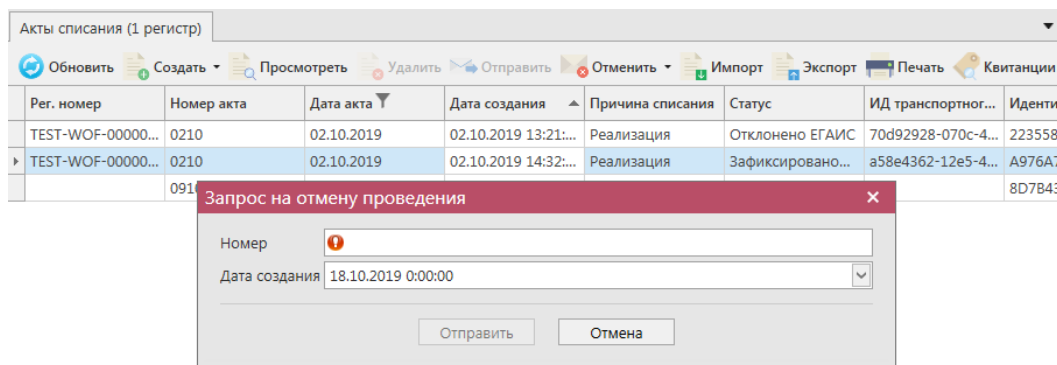 Акты списания (1 регистр)
Обновить Создать Просмотреть Удалить Отправить Отменить Импорт Экспорт Печать Квитанции
Рег. номер Номер акта Дата акта Дата создания Причина списания Статус ИД транспортног... Иденти
TEST-WOF-00000... 0210 02.10.2019 02.10.2019 13:21:... Реализация Отклонено ЕГАИС 70d92928-070c-4... 223558
TEST-WOF-00000... 0210 02.10.2019 02.10.2019 14:32:... Реализация Зафиксировано... a58e4362-12e5-4... A976A7
091 8D7B43
Запрос на отмену проведения
Номер
Дата создания 18.10.2019 0:00:00
Отправить Отмена